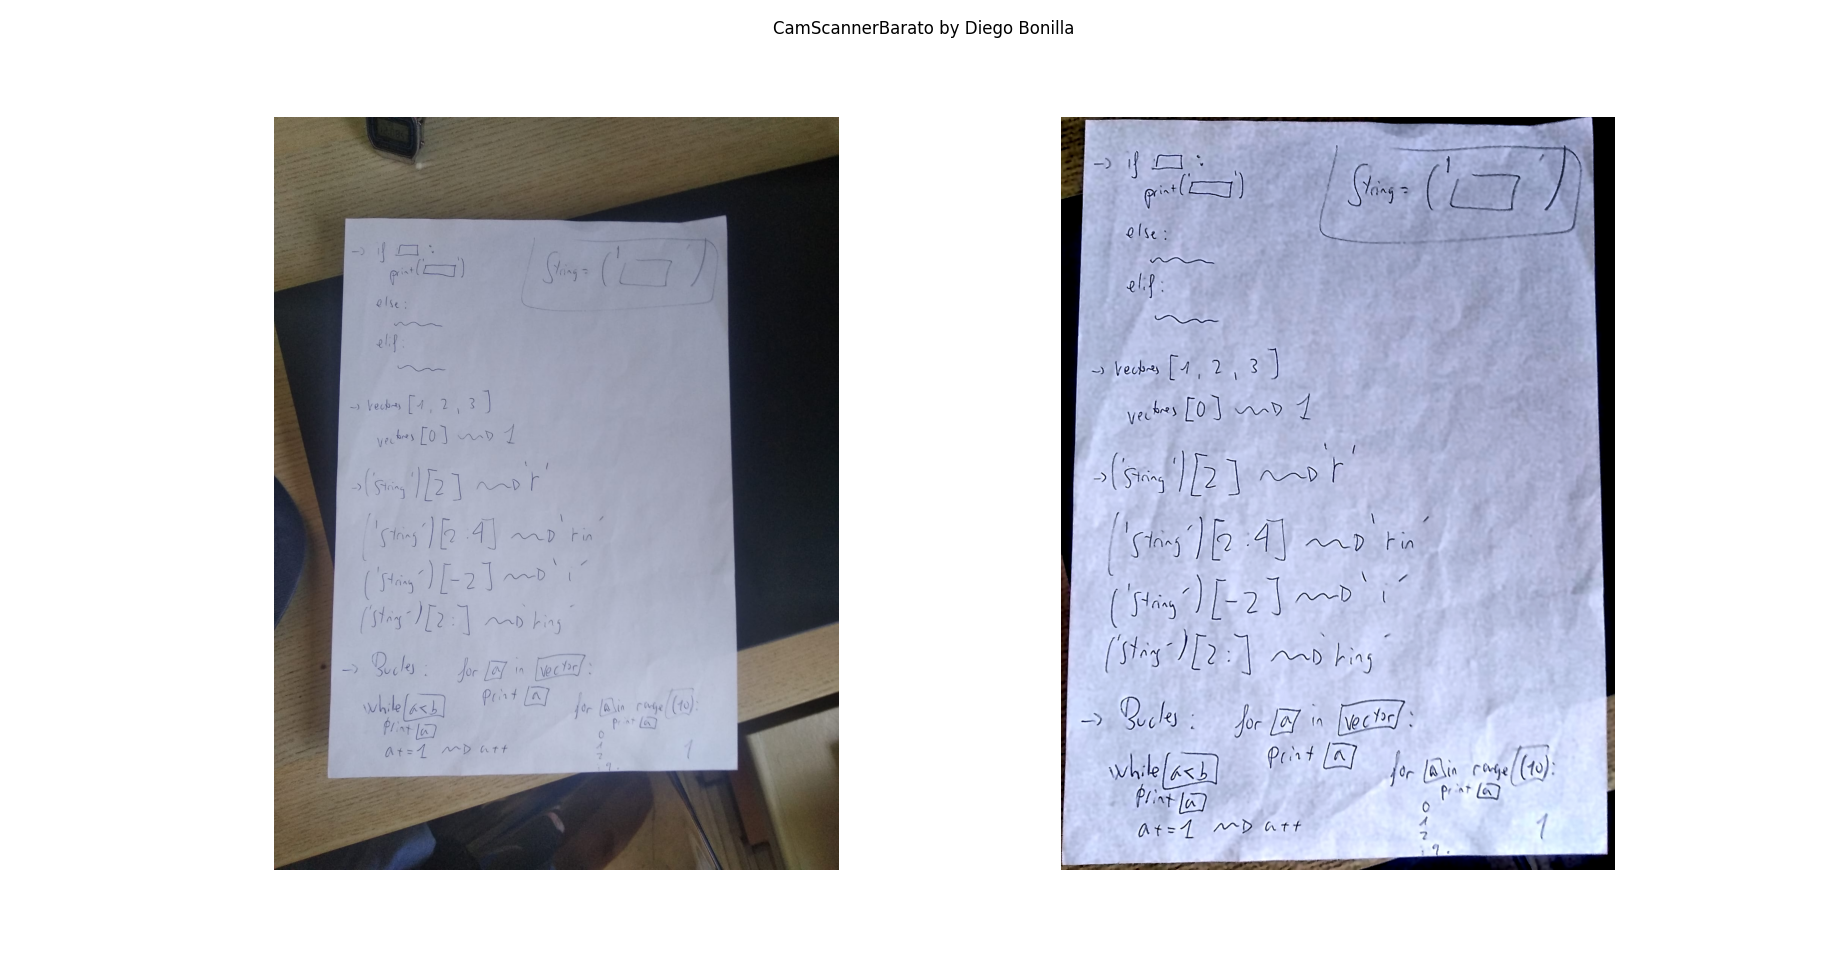 CamScannerBarato by Diego Bonilla
-> if :
print(' ')
else:
elif
String = (' ')
-> vectores [1, 2, 3]
vectores [0] 1
-> ('String') [2] 'r'
('String') [2:4] 'rin'
('String') [-2] 'i'
('String') [2:] 'ring'
-> Bucles: for a in vector:
print a
while a<b
print a
a+=1 a++
for a in range (10):
print a
0
1
2
: 9.
1
-> if :
print(' ')
else:
elif:
String = (' ')
-> vectores [1, 2, 3]
vectores [0] 1
-> ('String') [2] 'r'
('String') [2:4] 'rin'
('String') [-2] 'i'
('String') [2:] 'ring'
-> Bucles: for a in vector:
print a
while a<b
print a
a+=1 a++
for a in range (10):
print a
0
1
2
: 9.
1